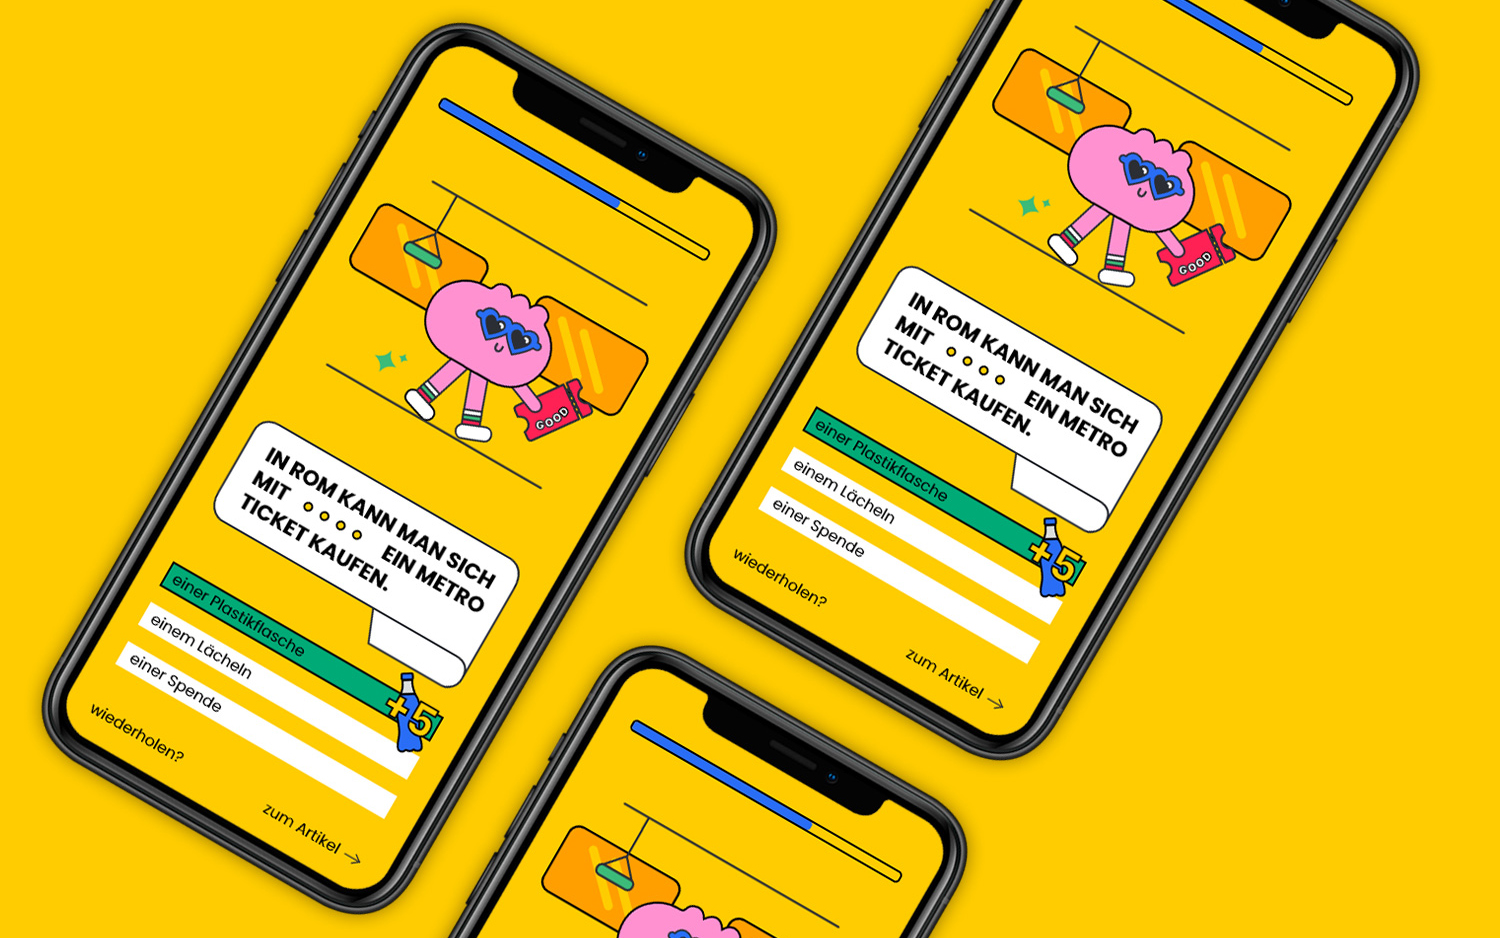 GOOD
IN ROM KANN MAN SICH
MIT EIN METRO
TICKET KAUFEN.
einer Plastikflasche
+5
einem Lächeln
einer Spende
wiederholen?
zum Artikel →
GOOD
IN ROM KANN MAN SICH
MIT EIN METRO
TICKET KAUFEN.
einer Plastikflasche
+5
einem Lächeln
einer Spende
wiederholen?
zum Artikel →